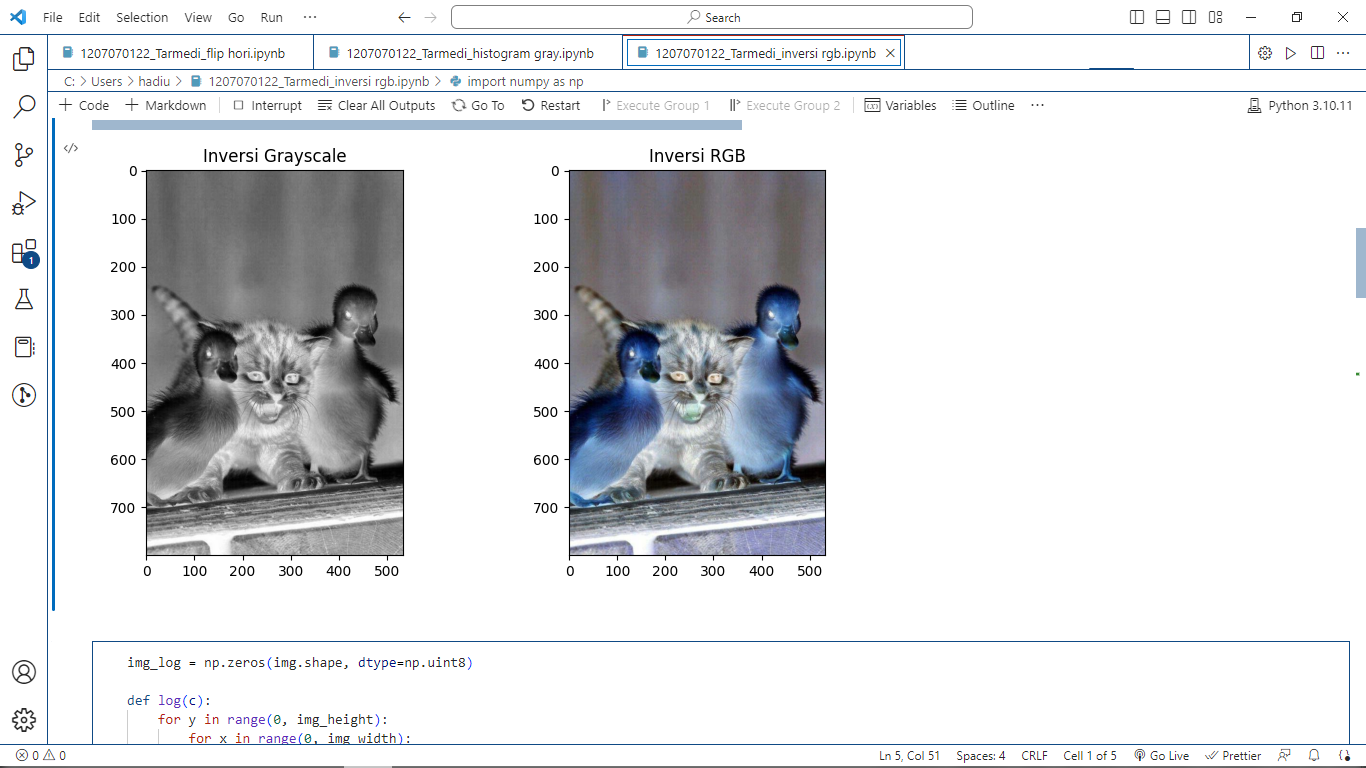 File Edit Selection View Go Run ··· Search
1207070122_Tarmedi_flip hori.ipynb 1207070122_Tarmedi_histogram gray.ipynb 1207070122_Tarmedi_inversi rgb.ipynb
C: > Users > hadiu > 1207070122_Tarmedi_inversi rgb.ipynb > import numpy as np
+ Code + Markdown Interrupt Clear All Outputs Go To Restart Execute Group 1 Execute Group 2 Variables Outline ··· Python 3.10.11
</>
Inversi Grayscale Inversi RGB
0 0
100 100
200 200
300 300
400 400
500 500
600 600
700 700
0 100 200 300 400 500 0 100 200 300 400 500
1
img_log = np.zeros(img.shape, dtype=np.uint8)
def log(c):
for y in range(0, img_height):
for x in range(0, img_width):
0 0 Ln 5, Col 51 Spaces: 4 CRLF Cell 1 of 5 Go Live Prettier